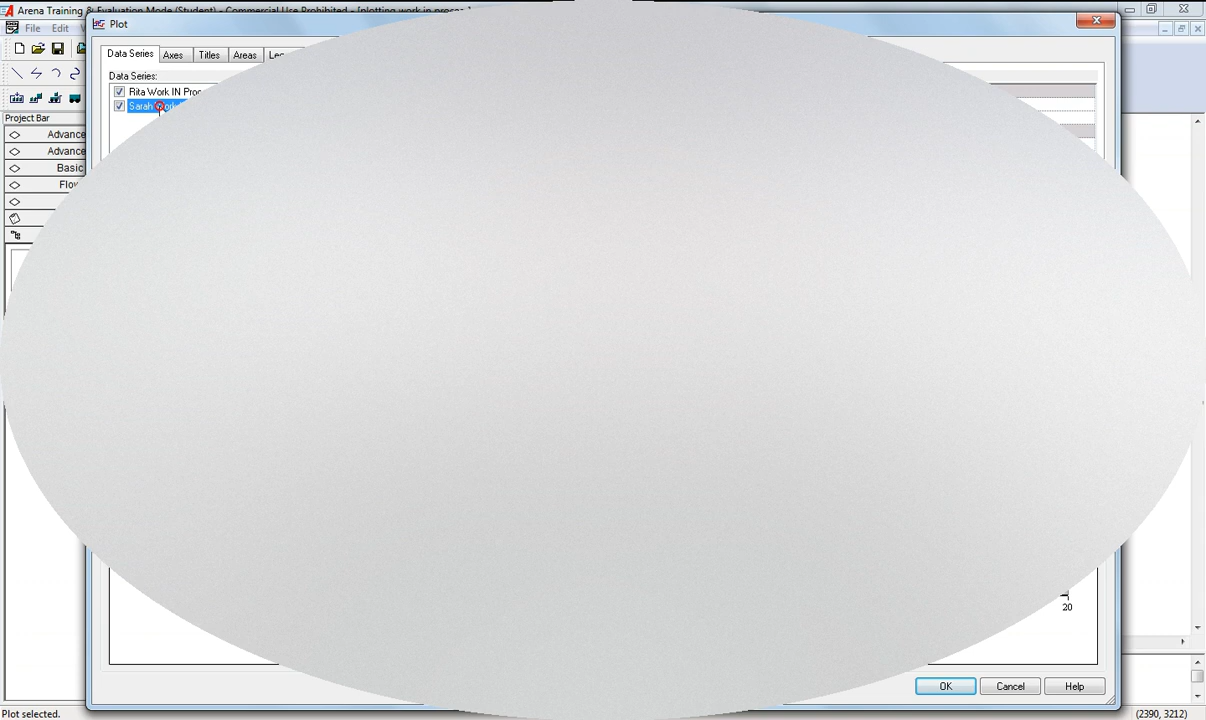 Arena Training & Evaluation Mode (Student) - Commercial Use Prohibited - [plotting work in process
Plot
File Edit
Data Series Axes Titles Areas
Data Series:
Rita Work IN
Sarah
Project Bar
Advance
Advance
Basic
20
OK Cancel Help
Plot selected.
(2390, 3212)